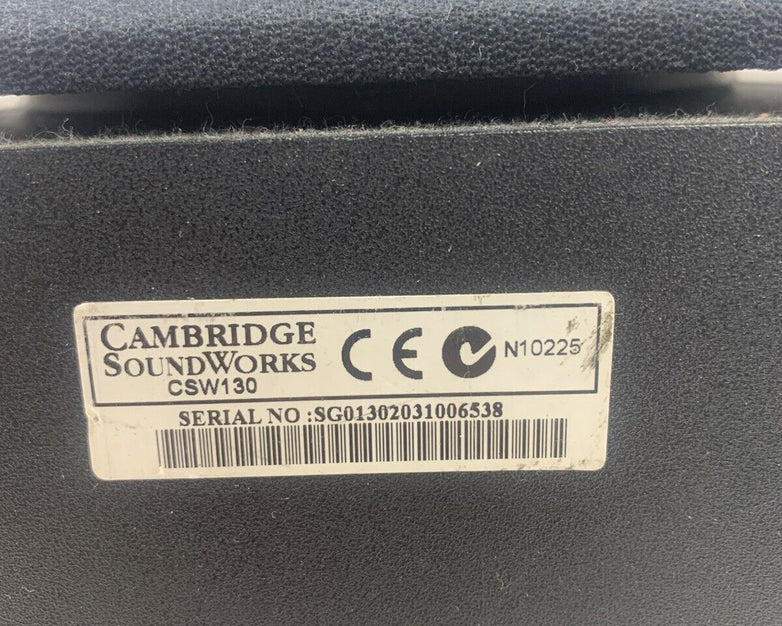 CAMBRIDGE
SOUNDWORKS
CSW130
CE
N10225
SERIAL NO :SG01302031006538